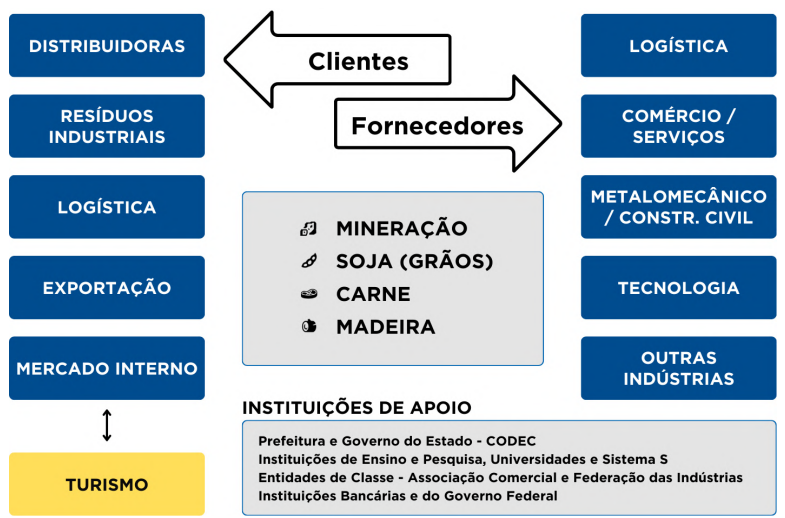 DISTRIBUIDORAS
RESÍDUOS
INDUSTRIAIS
LOGÍSTICA
EXPORTAÇÃO
MERCADO INTERNO
TURISMO
Clientes
Fornecedores
MINERAÇÃO
SOJA (GRÃOS)
CARNE
MADEIRA
LOGÍSTICA
COMÉRCIO /
SERVIÇOS
METALOMECÂNICO
/ CONSTR. CIVIL
TECNOLOGIA
OUTRAS
INDÚSTRIAS
INSTITUIÇÕES DE APOIO
Prefeitura e Governo do Estado - CODEC
Instituições de Ensino e Pesquisa, Universidades e Sistema S
Entidades de Classe - Associação Comercial e Federação das Indústrias
Instituições Bancárias e do Governo Federal